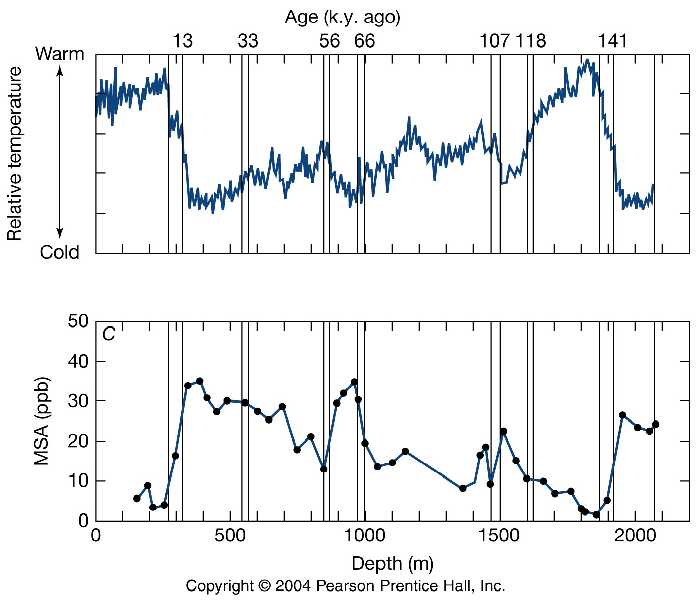 Age (k.y. ago)
13 33 56 66 107 118 141
Warm
Relative temperature
Cold
C
50
40
30
20
10
0
MSA (ppb)
0 500 1000 1500 2000
Depth (m)
Copyright © 2004 Pearson Prentice Hall, Inc.